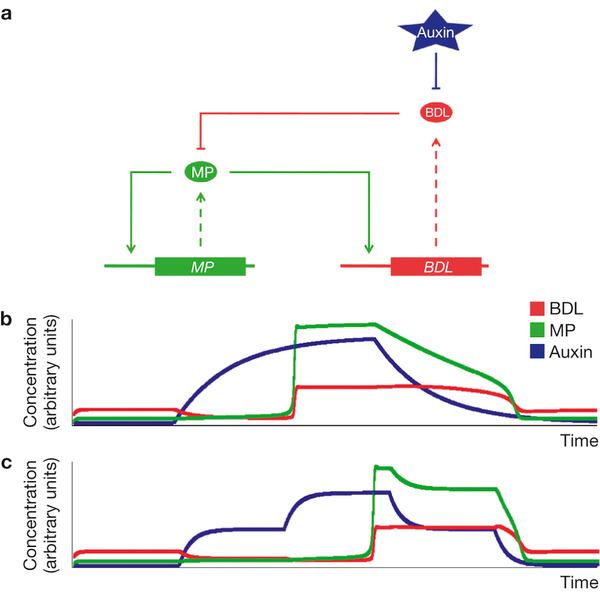 a
Auxin
BDL
MP
MP
BDL
b
BDL
MP
Auxin
Concentration
(arbitrary units)
Time
c
Concentration
(arbitrary units)
Time